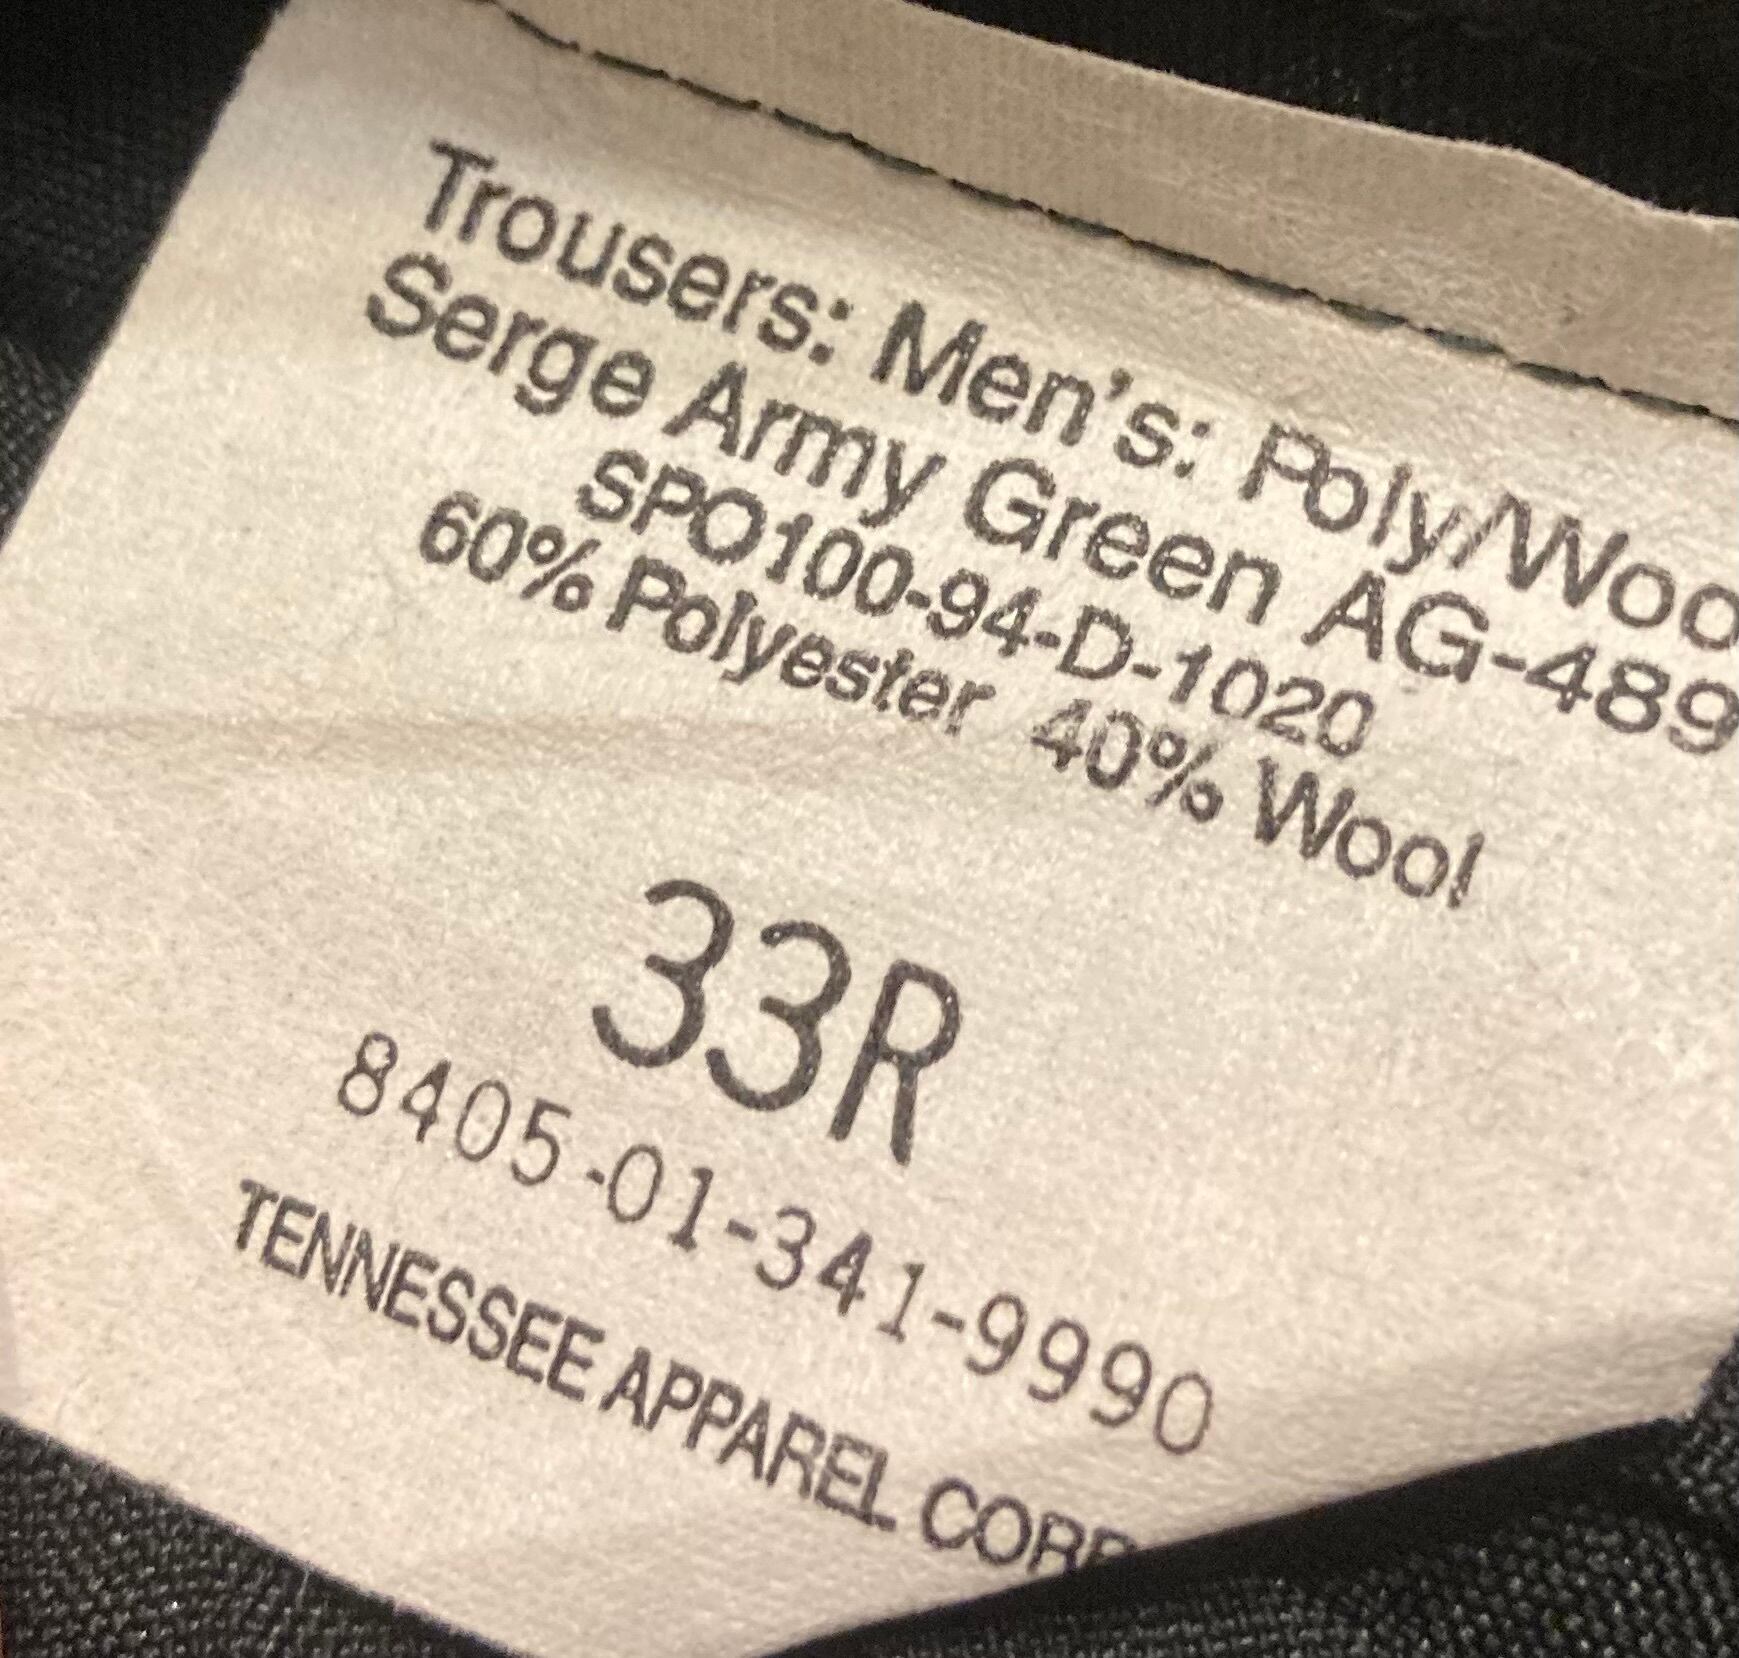 Trousers: Men's: Poly/Woo
Serge Army Green AG-489
SPO100-94-D-1020
60% Polyester 40% Wool
33R
8405-01-341-9990
TENNESSEE APPAREL CORP